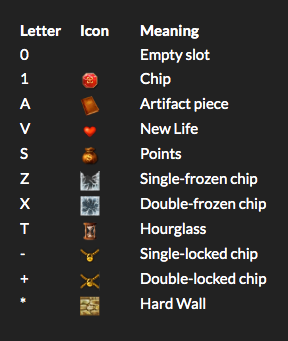 Letter Icon Meaning
0 Empty slot
1 Chip
A Artifact piece
V New Life
S Points
Z Single-frozen chip
X Double-frozen chip
T Hourglass
- Single-locked chip
+ Double-locked chip
* Hard Wall